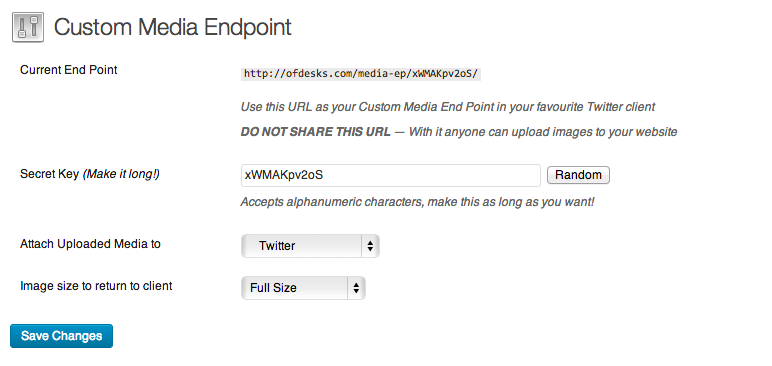 Custom Media Endpoint
Current End Point
http://ofdesks.com/media-ep/xWMAKpv2oS/
Use this URL as your Custom Media End Point in your favourite Twitter client
DO NOT SHARE THIS URL — With it anyone can upload images to your website
Secret Key (Make it long!)
xWMAKpv2oS
Random
Accepts alphanumeric characters, make this as long as you want!
Attach Uploaded Media to
Twitter
Image size to return to client
Full Size
Save Changes